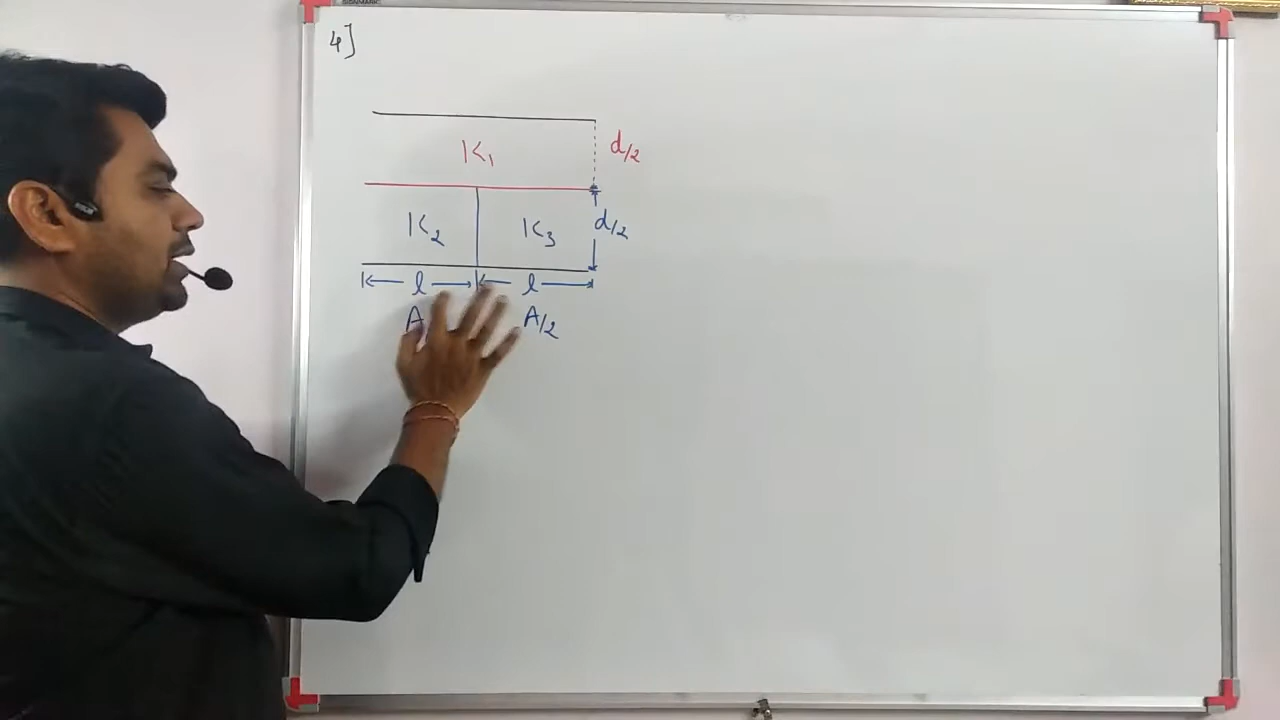 4]
K₁ d/2
K₂ K₃ d/2
l l
A A/2